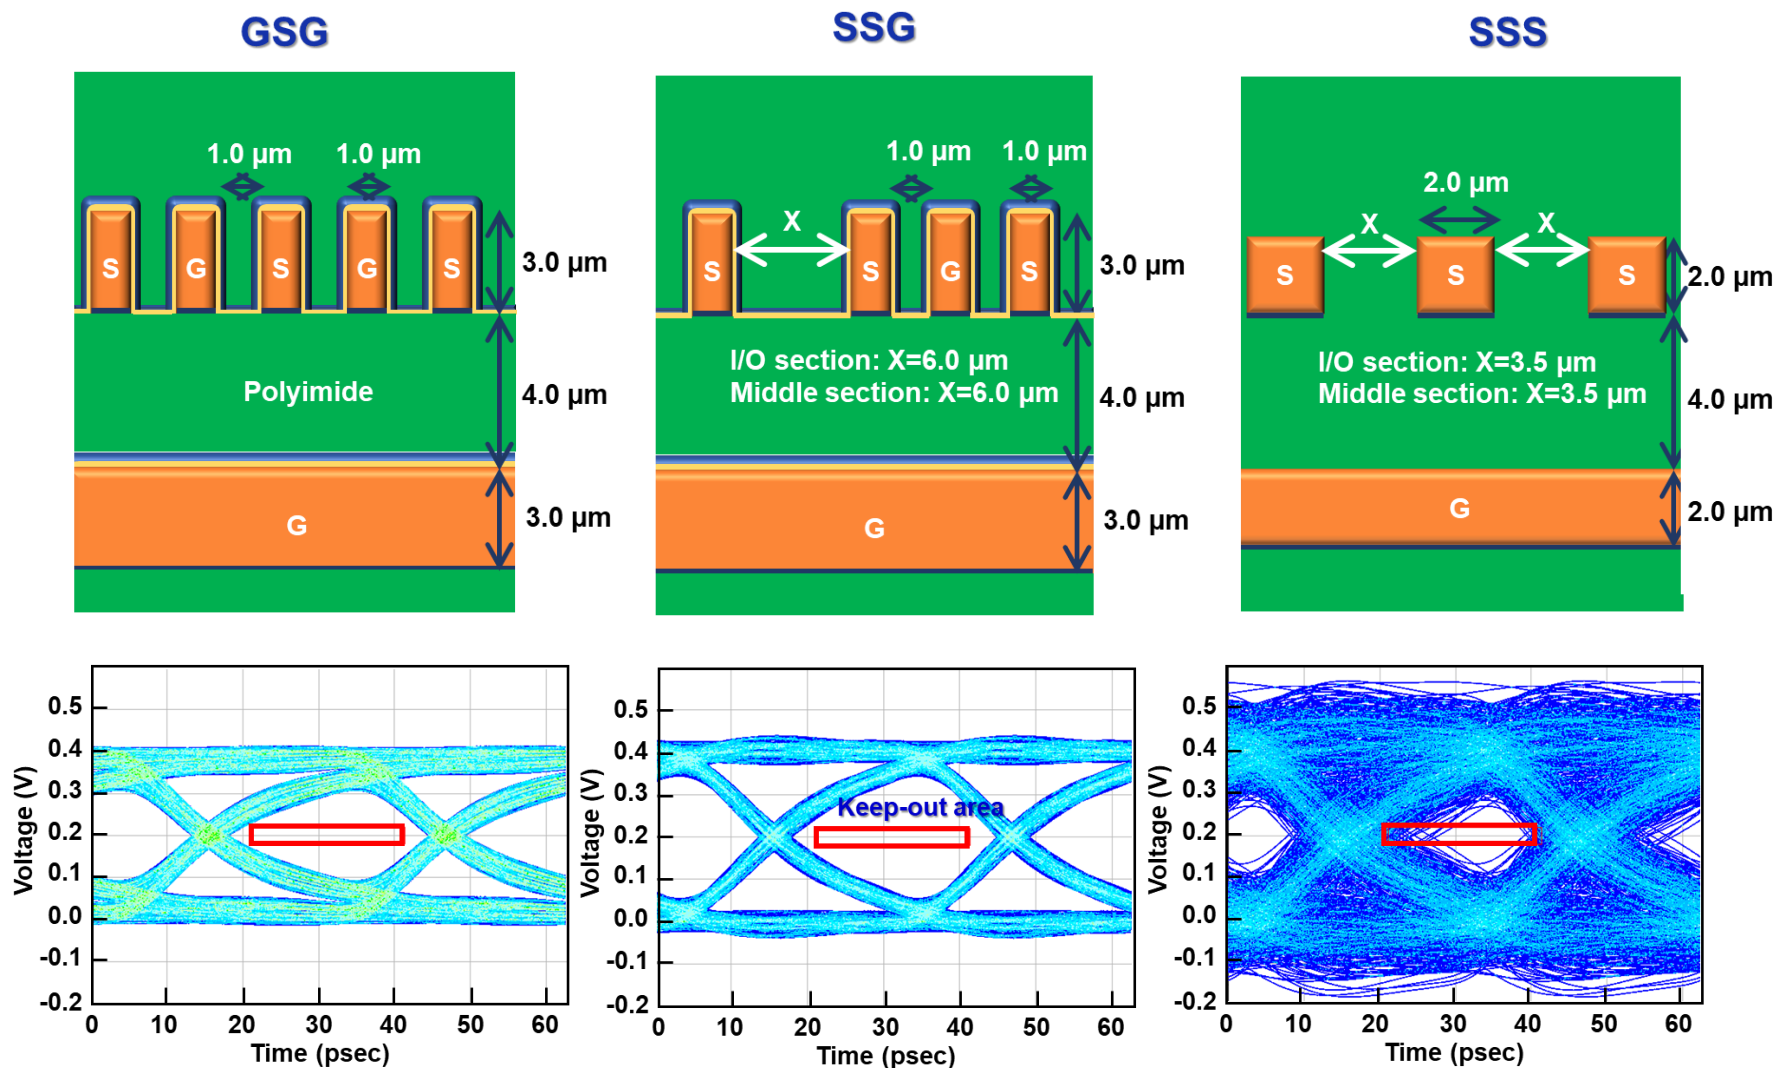 GSG
SSG
SSS
1.0 µm
1.0 µm
S
G
S
G
S
3.0 µm
Polyimide
4.0 µm
G
3.0 µm
1.0 µm
1.0 µm
X
S
S
G
S
3.0 µm
I/O section: X=6.0 µm
Middle section: X=6.0 µm
4.0 µm
G
3.0 µm
2.0 µm
X
X
S
S
S
2.0 µm
I/O section: X=3.5 µm
Middle section: X=3.5 µm
4.0 µm
G
2.0 µm
Voltage (V)
0.5
0.4
0.3
0.2
0.1
0.0
-0.1
-0.2
0
10
20
30
40
50
60
Time (psec)
Voltage (V)
0.5
0.4
0.3
0.2
0.1
0.0
-0.1
-0.2
Keep-out area
0
10
20
30
40
50
60
Time (psec)
Voltage (V)
0.5
0.4
0.3
0.2
0.1
0.0
-0.1
-0.2
0
10
20
30
40
50
60
Time (psec)